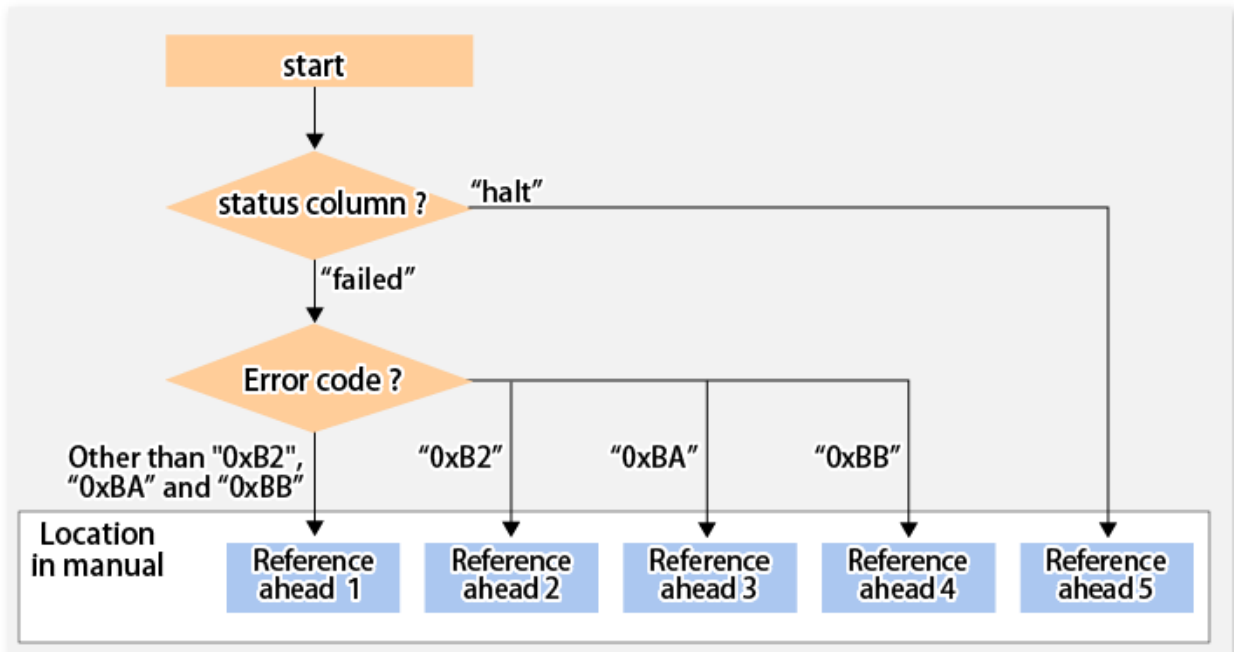 start
status column ?
“halt”
“failed”
Error code ?
Other than "0xB2",
“0xBA” and “0xBB”
“0xB2”
“0xBA”
“0xBB”
Location
in manual
Reference
ahead 1
Reference
ahead 2
Reference
ahead 3
Reference
ahead 4
Reference
ahead 5